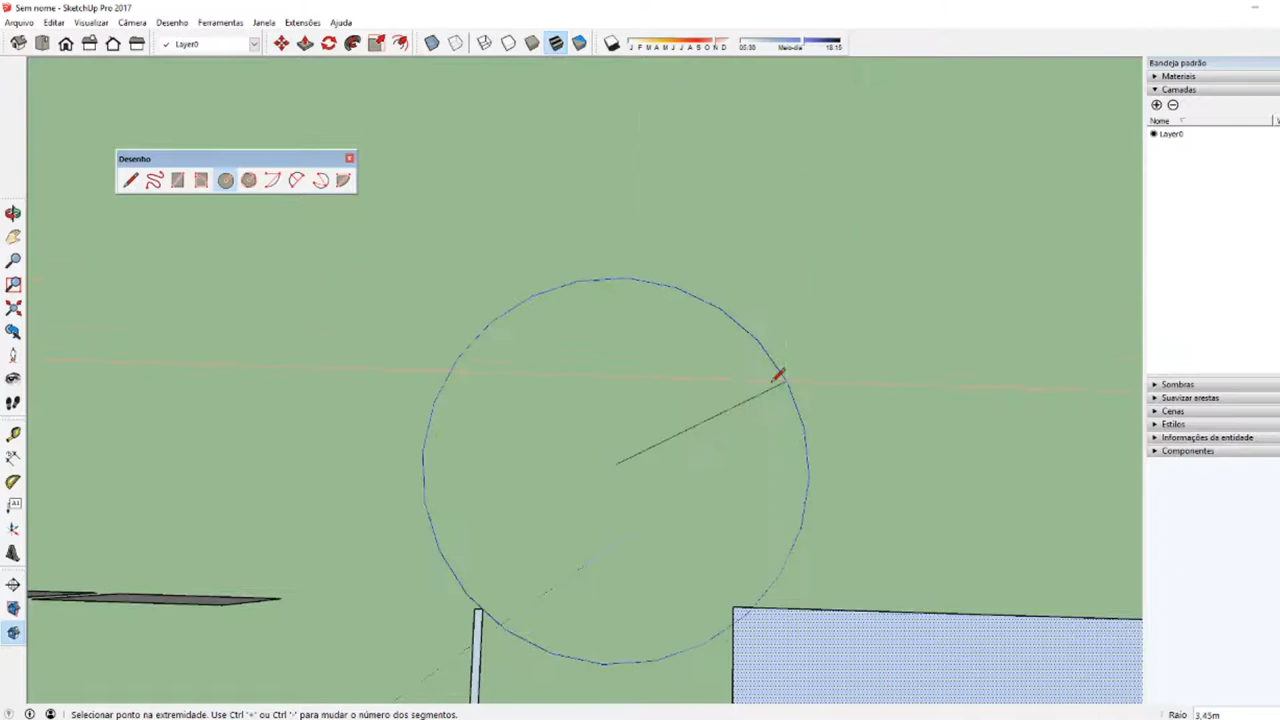 Sem nome - SketchUp Pro 2017
Arquivo Editar Visualizar Câmera Desenho Ferramentas Janela Extensões Ajuda
Layer0
J F M A M J J A S O N D
05:30 Meio-dia 18:15
Bandeja padrão
Materiais
Camadas
Nome
Layer0
Desenho
A1
Sombras
Suavizar arestas
Cenas
Estilos
Informações da entidade
Componentes
Selecionar ponto na extremidade. Use Ctrl '+' ou Ctrl '-' para mudar o número dos segmentos.
Raio 3,45m